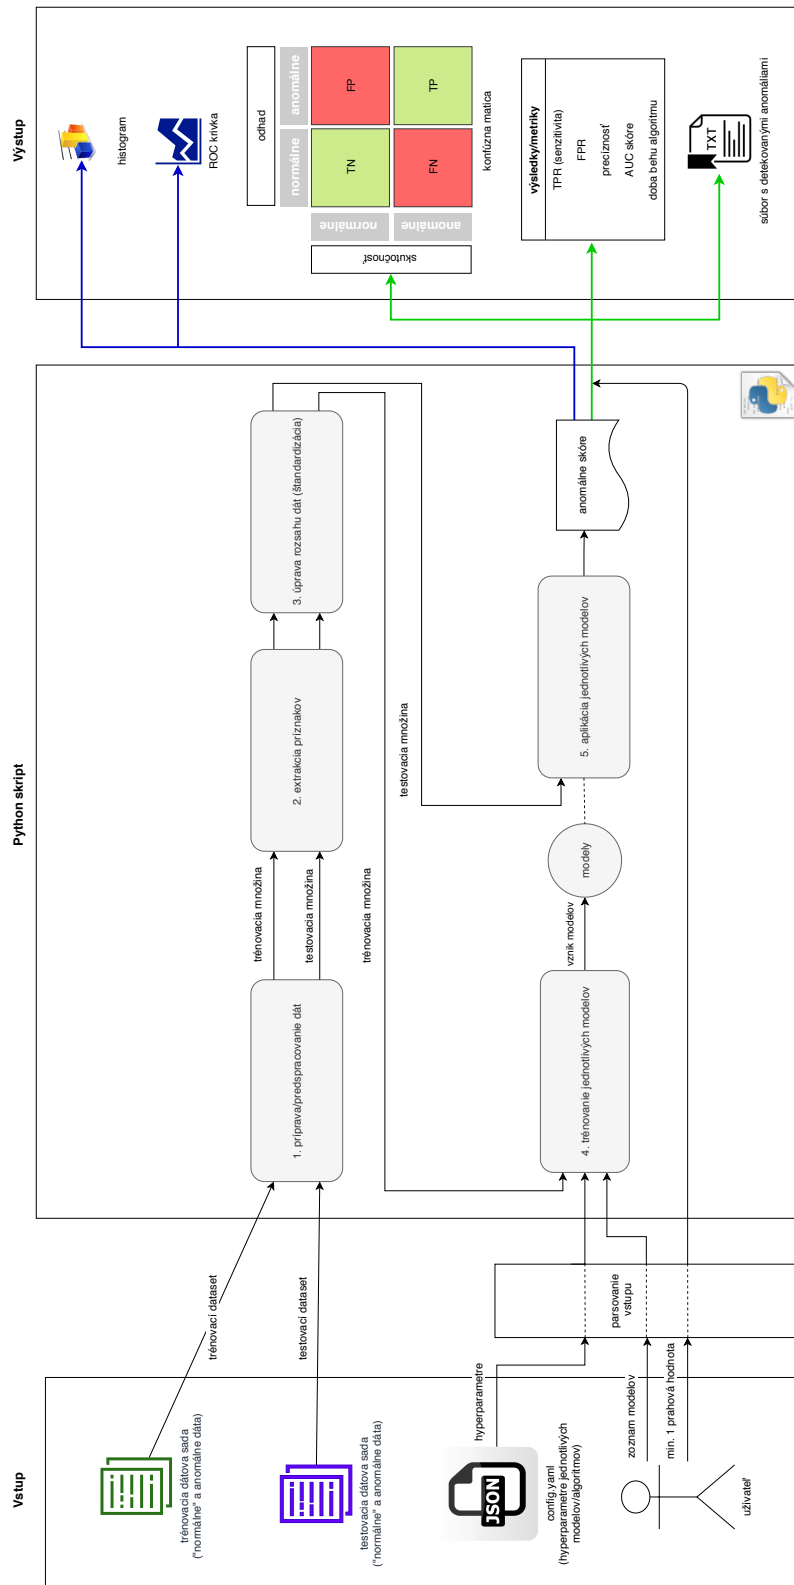 Vstup
trénovacia dátova sada
("normálne" a anomálne dáta)
testovacia dátova sada
("normálne" a anomálne dáta)
JSON
config.yaml
(hyperparametre jednotlivých
modelov/algoritmov)
užívateľ
trénovací dataset
testovací dataset
hyperparametre
zoznam modelov
min. 1 prahová hodnota
parsovanie
vstupu
Python skript
1. príprava/predspracovanie dát
trénovacia množina
testovacia množina
trénovacia množina
2. extrakcia príznakov
3. úprava rozsahu dát (štandardizácia)
testovacia množina
4. trénovanie jednotlivých modelov
vznik modelov
modely
5. aplikácia jednotlivých modelov
anomálne skóre
Výstup
histogram
ROC krivka
odhad
normálne
anomálne
skutočnosť
normálne
anomálne
TN
FP
FN
TP
konfúzna matica
výsledky/metriky
TPR (senzitivita)
FPR
precíznosť
AUC skóre
doba behu algoritmu
TXT
súbor s detekovanými anomáliami